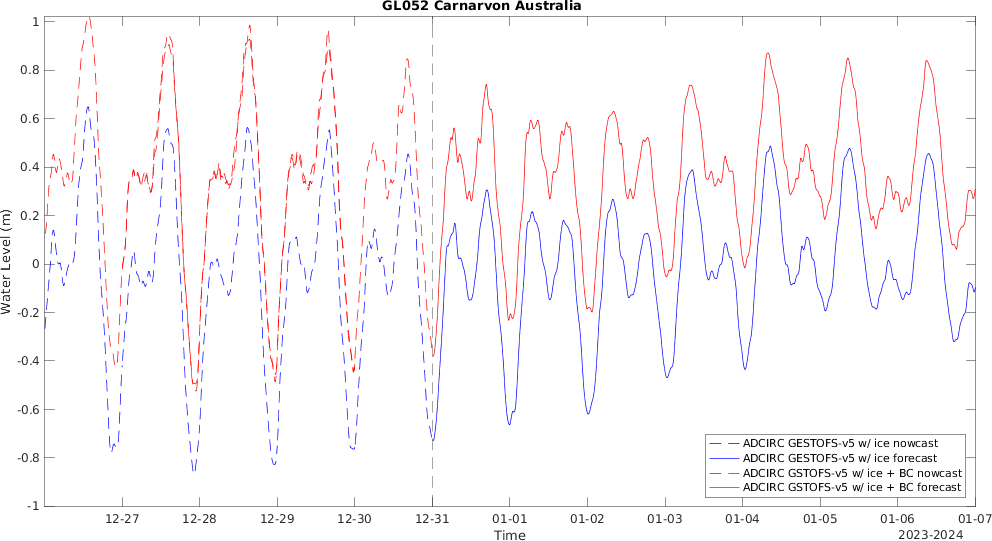 GL052 Carnarvon Australia
1
0.8
0.6
0.4
0.2
0
-0.2
-0.4
-0.6
-0.8
-1
Water Level (m)
12-27 12-28 12-29 12-30 12-31 01-01 01-02 01-03 01-04 01-05 01-06 01-07
Time
2023-2024
ADCIRC GESTOFS-v5 w/ ice nowcast
ADCIRC GESTOFS-v5 w/ ice forecast
ADCIRC GSTOFS-v5 w/ ice + BC nowcast
ADCIRC GSTOFS-v5 w/ ice + BC forecast